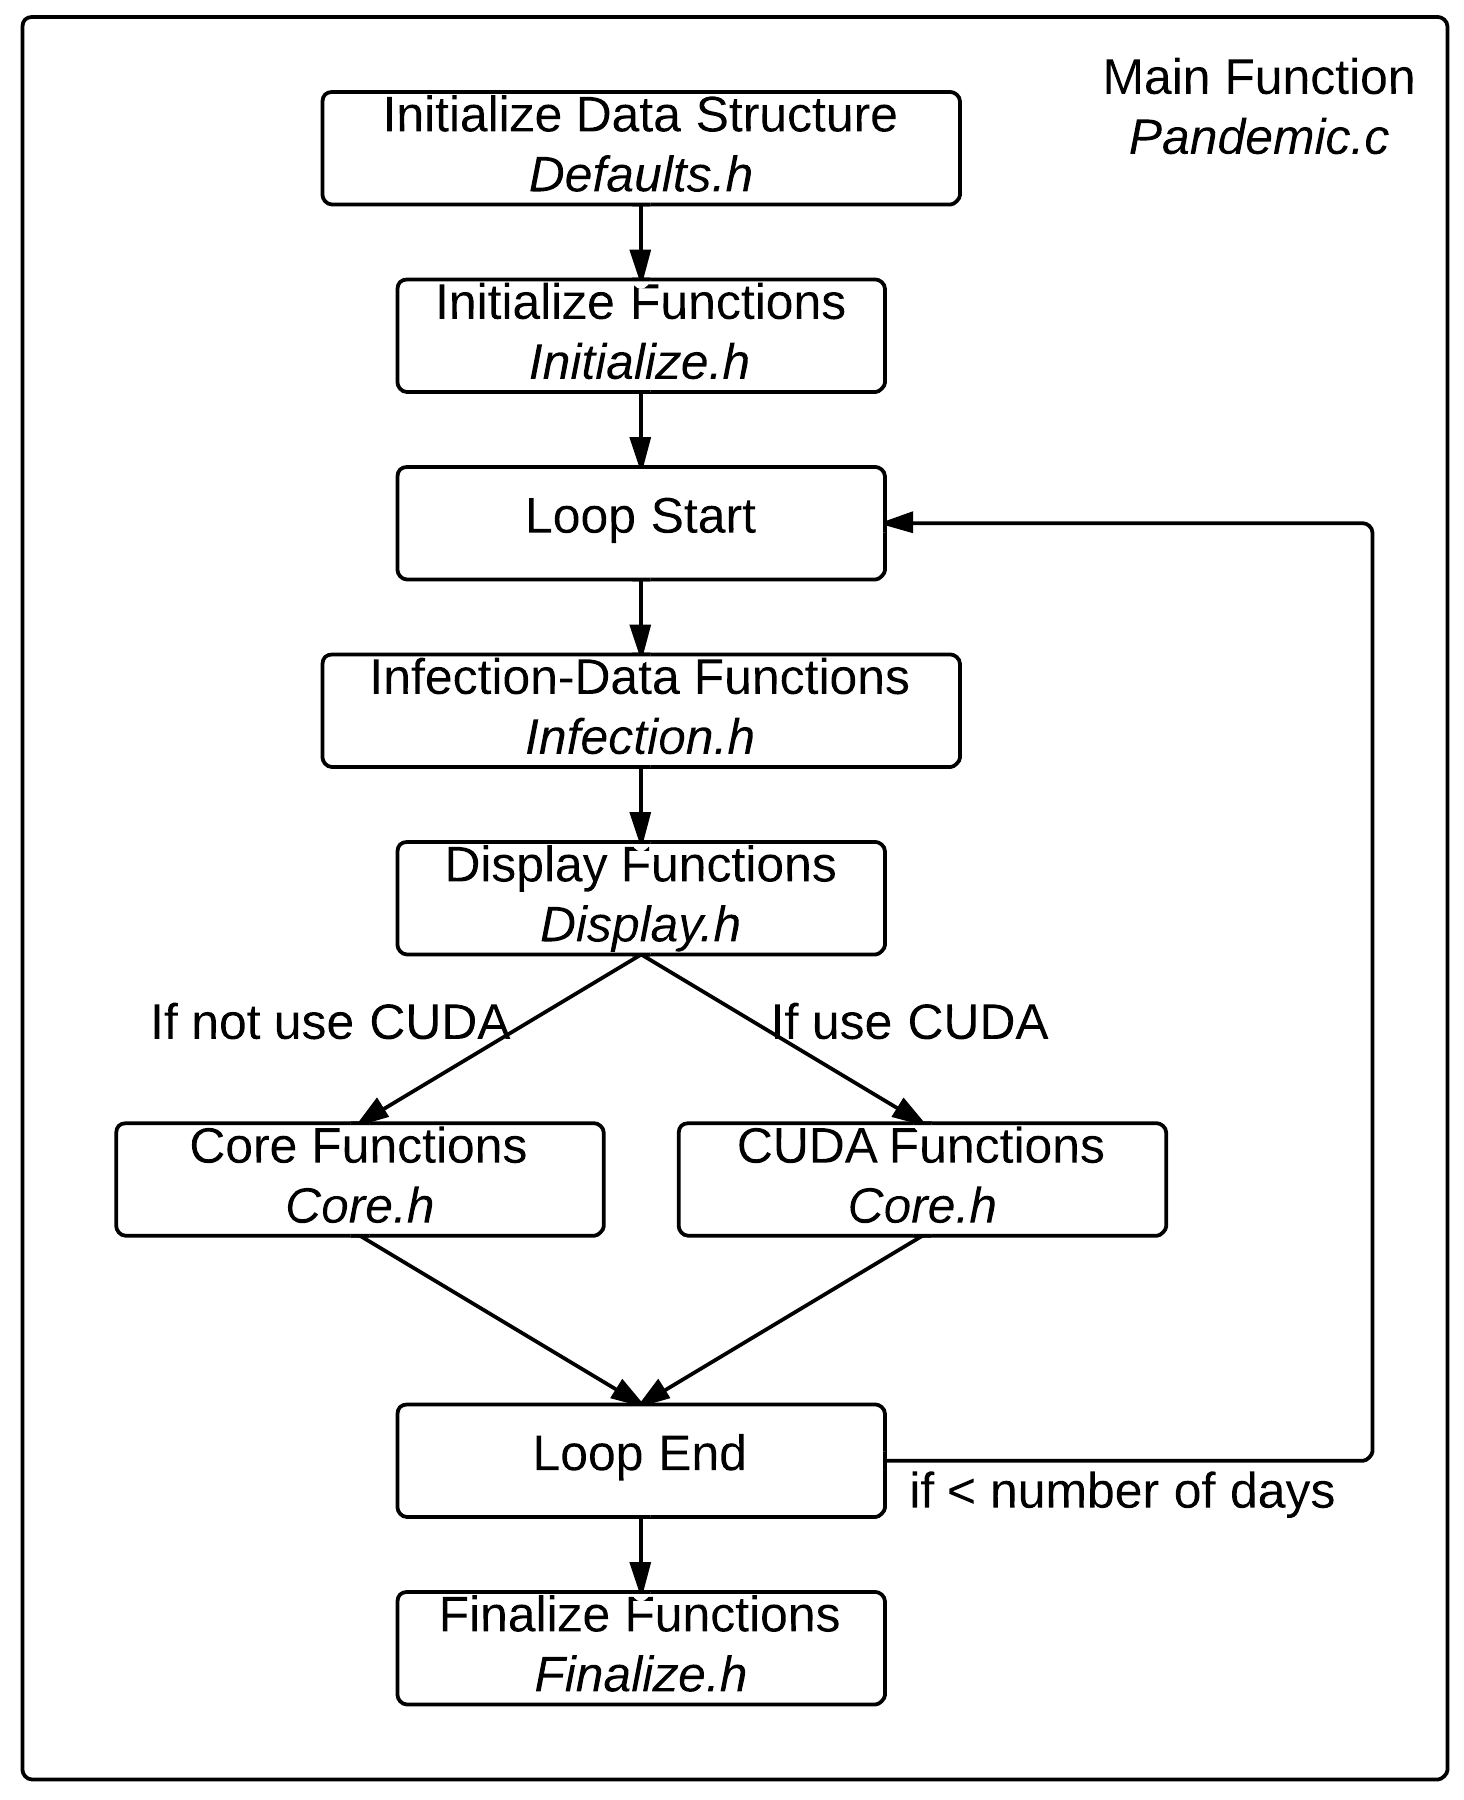 Main Function
Pandemic.c
Initialize Data Structure
Defaults.h
Initialize Functions
Initialize.h
Loop Start
Infection-Data Functions
Infection.h
Display Functions
Display.h
If not use CUDA
If use CUDA
Core Functions
Core.h
CUDA Functions
Core.h
Loop End
if < number of days
Finalize Functions
Finalize.h